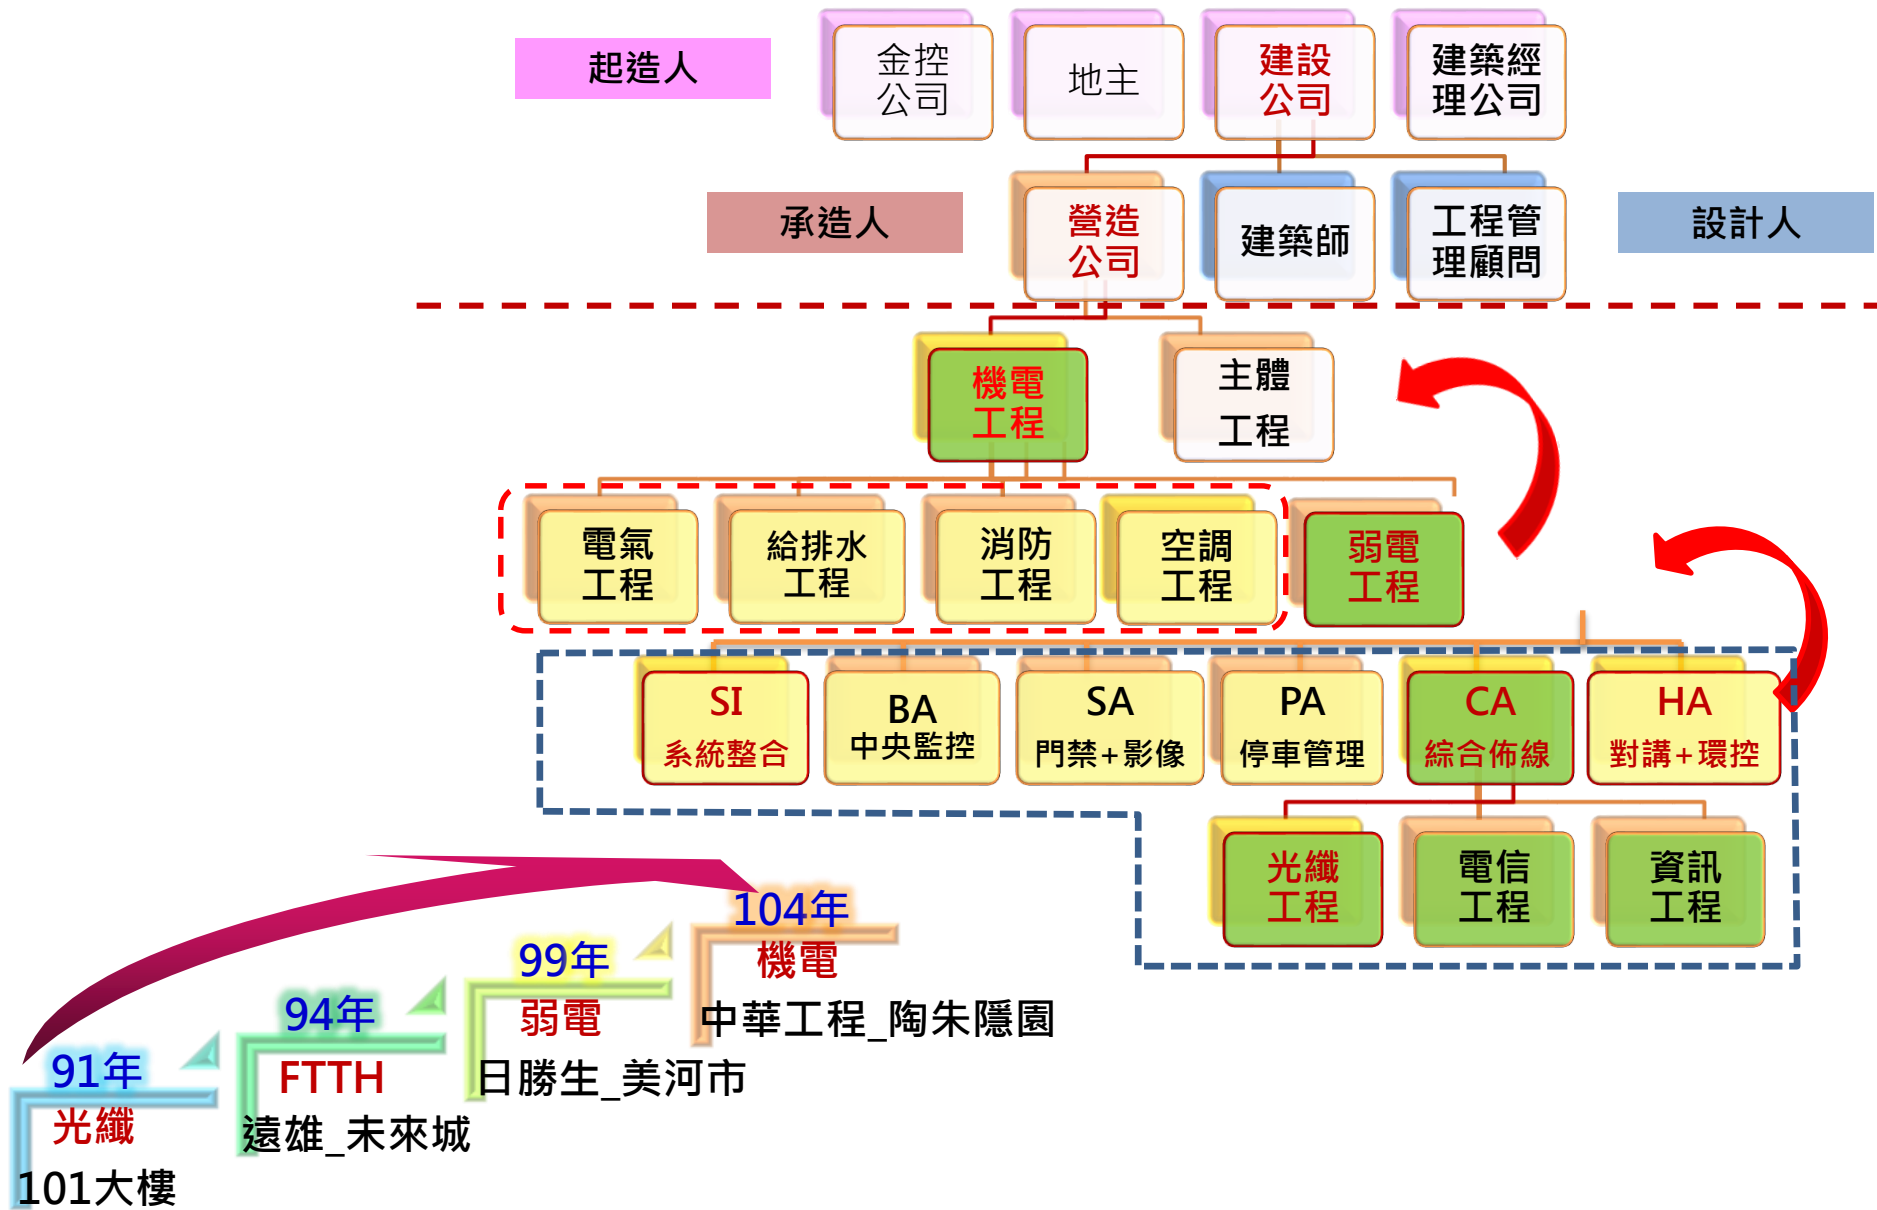 起造人
金控
公司
地主
建設
公司
建築經
理公司
承造人
營造
公司
建築師
工程管
理顧問
設計人
機電
工程
主體
工程
電氣
工程
給排水
工程
消防
工程
空調
工程
弱電
工程
SI
系統整合
BA
中央監控
SA
門禁+影像
PA
停車管理
CA
綜合佈線
HA
對講+環控
光纖
工程
電信
工程
資訊
工程
104年
機電
中華工程_陶朱隱園
99年
弱電
日勝生_美河市
94年
FTTH
遠雄_未來城
91年
光纖
101大樓